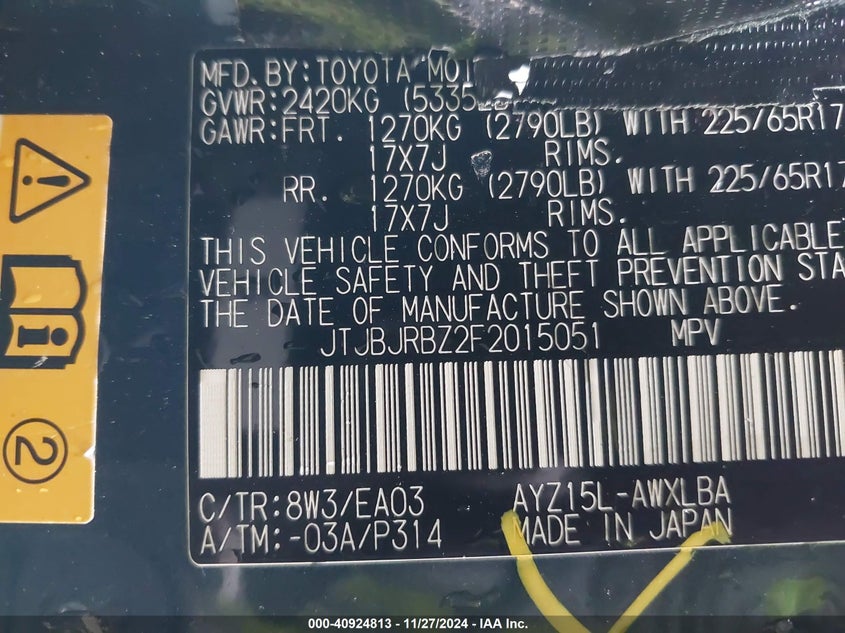 MFD. BY: TOYOTA MOT
GVWR: 2420KG (5335
GAWR: FRT. 1270KG (2790LB) WITH 225/65R17
17X7J RIMS.
RR. 1270KG (2790LB) WITH 225/65R17
17X7J RIMS.
THIS VEHICLE CONFORMS TO ALL APPLICABLE
VEHICLE SAFETY AND THEFT PREVENTION STA
THE DATE OF MANUFACTURE SHOWN ABOVE.
JTJBJRBZ2F2015051 MPV
C/TR: 8W3/EA03 AYZ15L-AWXLBA
A/TM: -03A/P314 MADE IN JAPAN
2
000-40924813 - 11/27/2024 - IAA Inc.